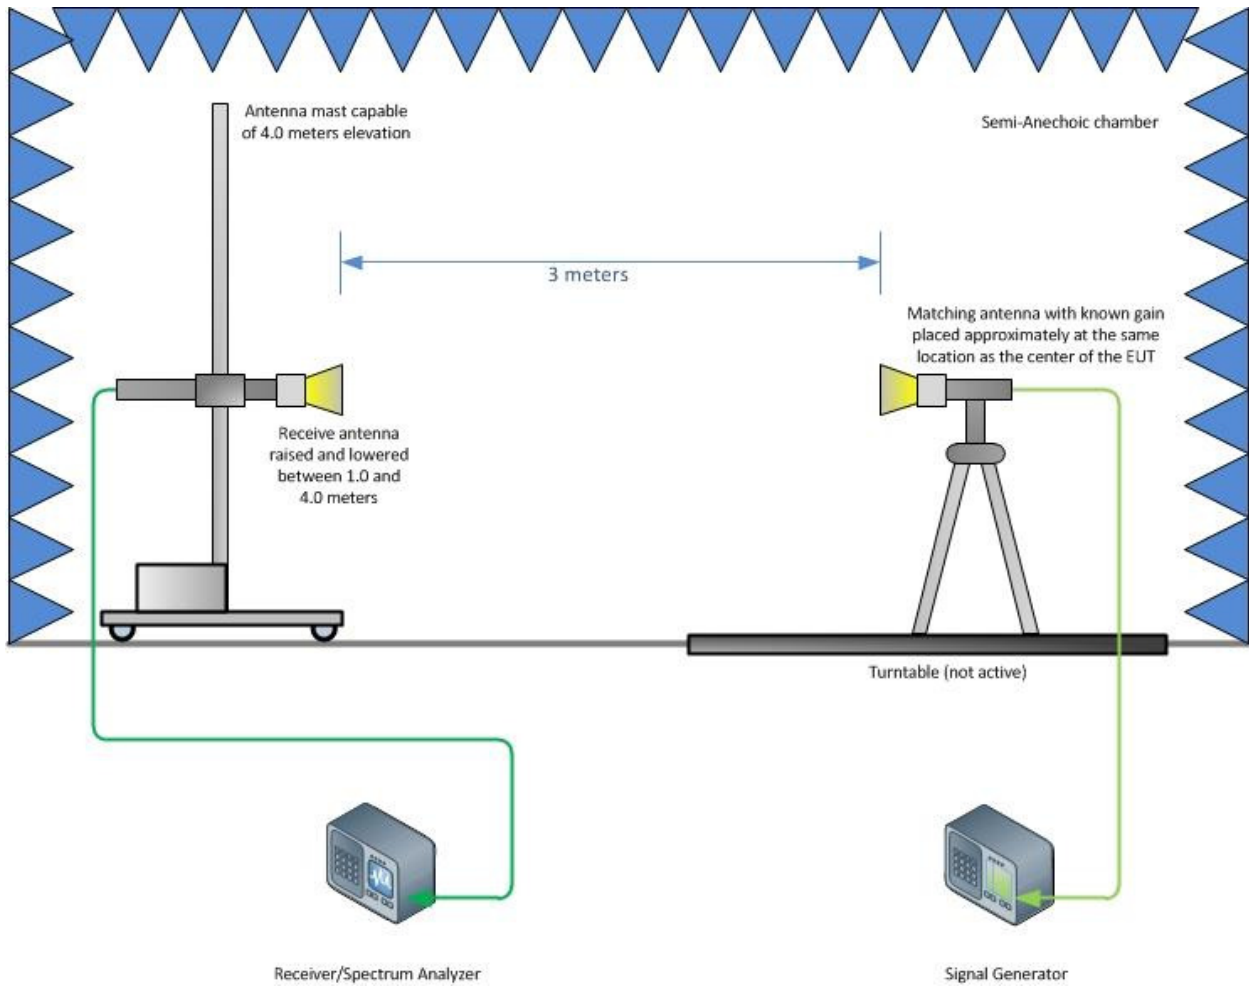 Antenna mast capable
of 4.0 meters elevation
Semi-Anechoic chamber
3 meters
Matching antenna with known gain
placed approximately at the same
location as the center of the EUT
Receive antenna
raised and lowered
between 1.0 and
4.0 meters
Turntable (not active)
Receiver/Spectrum Analyzer
Signal Generator